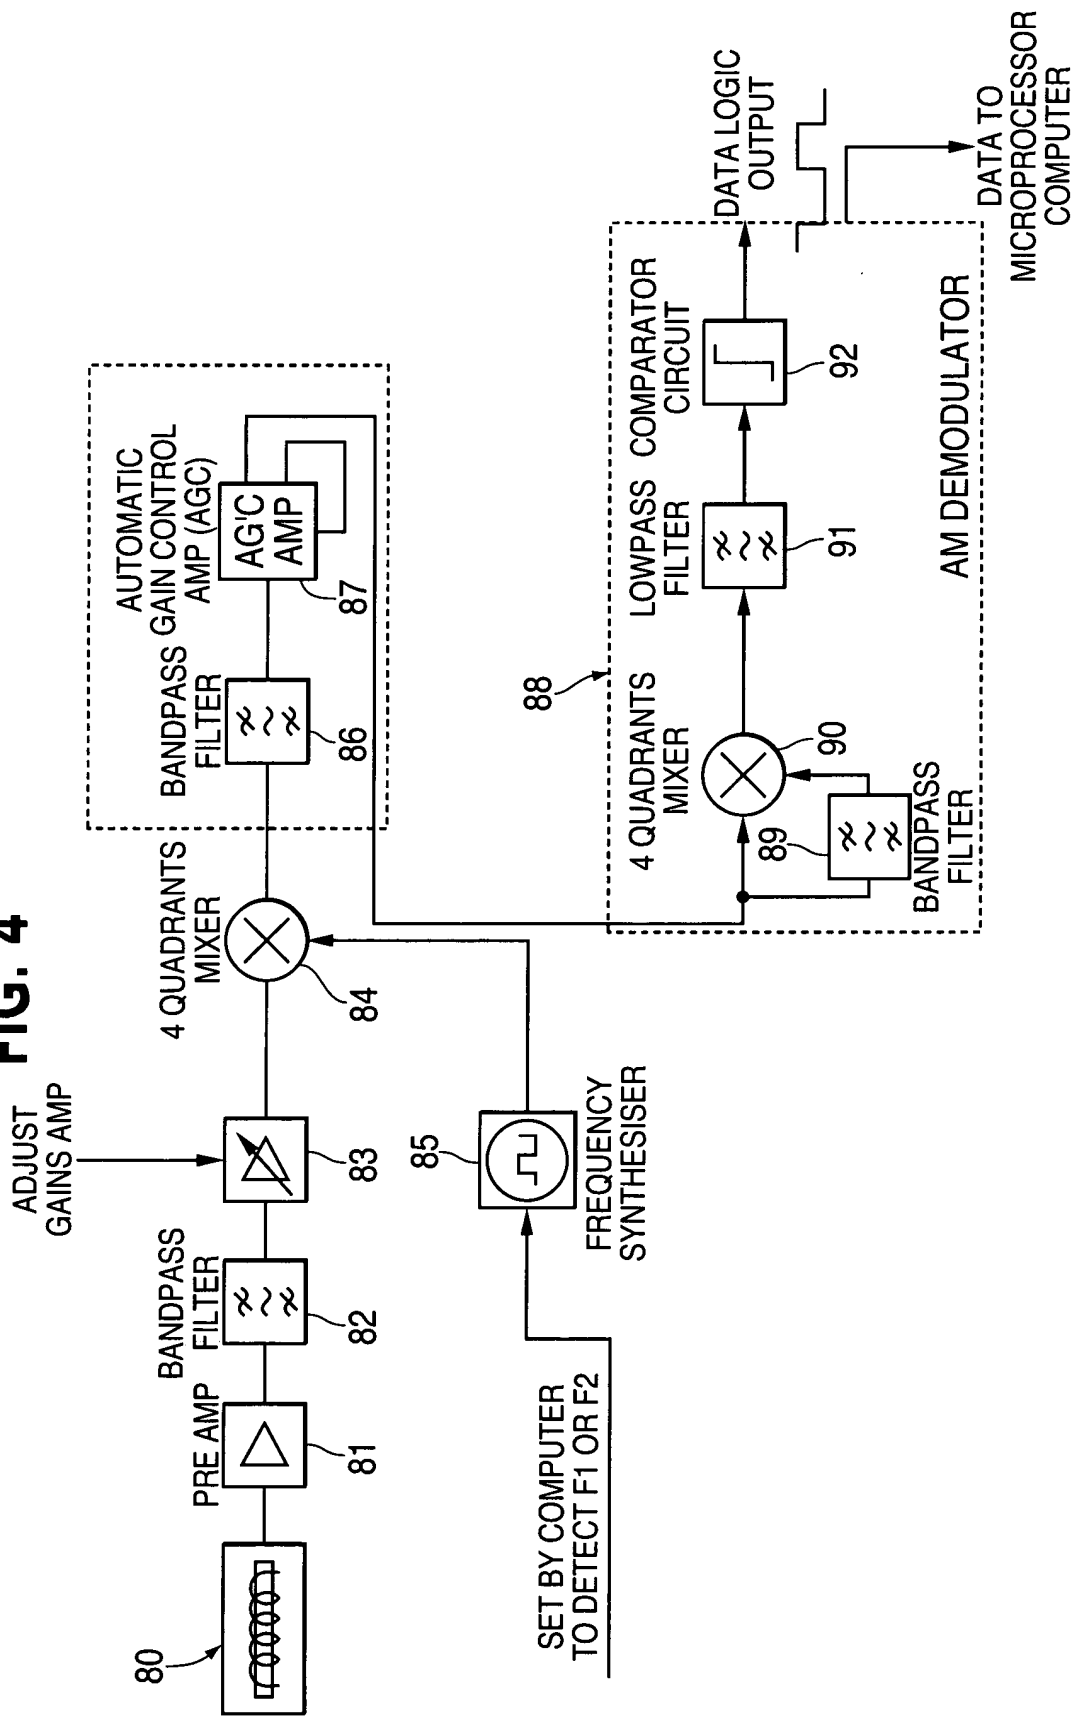 FIG. 4
ADJUST
GAINS AMP
80
PRE AMP
81
BANDPASS
FILTER
82
83
4 QUADRANTS
MIXER
84
BANDPASS
FILTER
86
AUTOMATIC
GAIN CONTROL
AMP (AGC)
AG'C
AMP
87
SET BY COMPUTER
TO DETECT F1 OR F2
85
FREQUENCY
SYNTHESISER
88
4 QUADRANTS
MIXER
90
89
BANDPASS
FILTER
LOWPASS
FILTER
91
COMPARATOR
CIRCUIT
92
AM DEMODULATOR
DATA LOGIC
OUTPUT
DATA TO
MICROPROCESSOR
COMPUTER